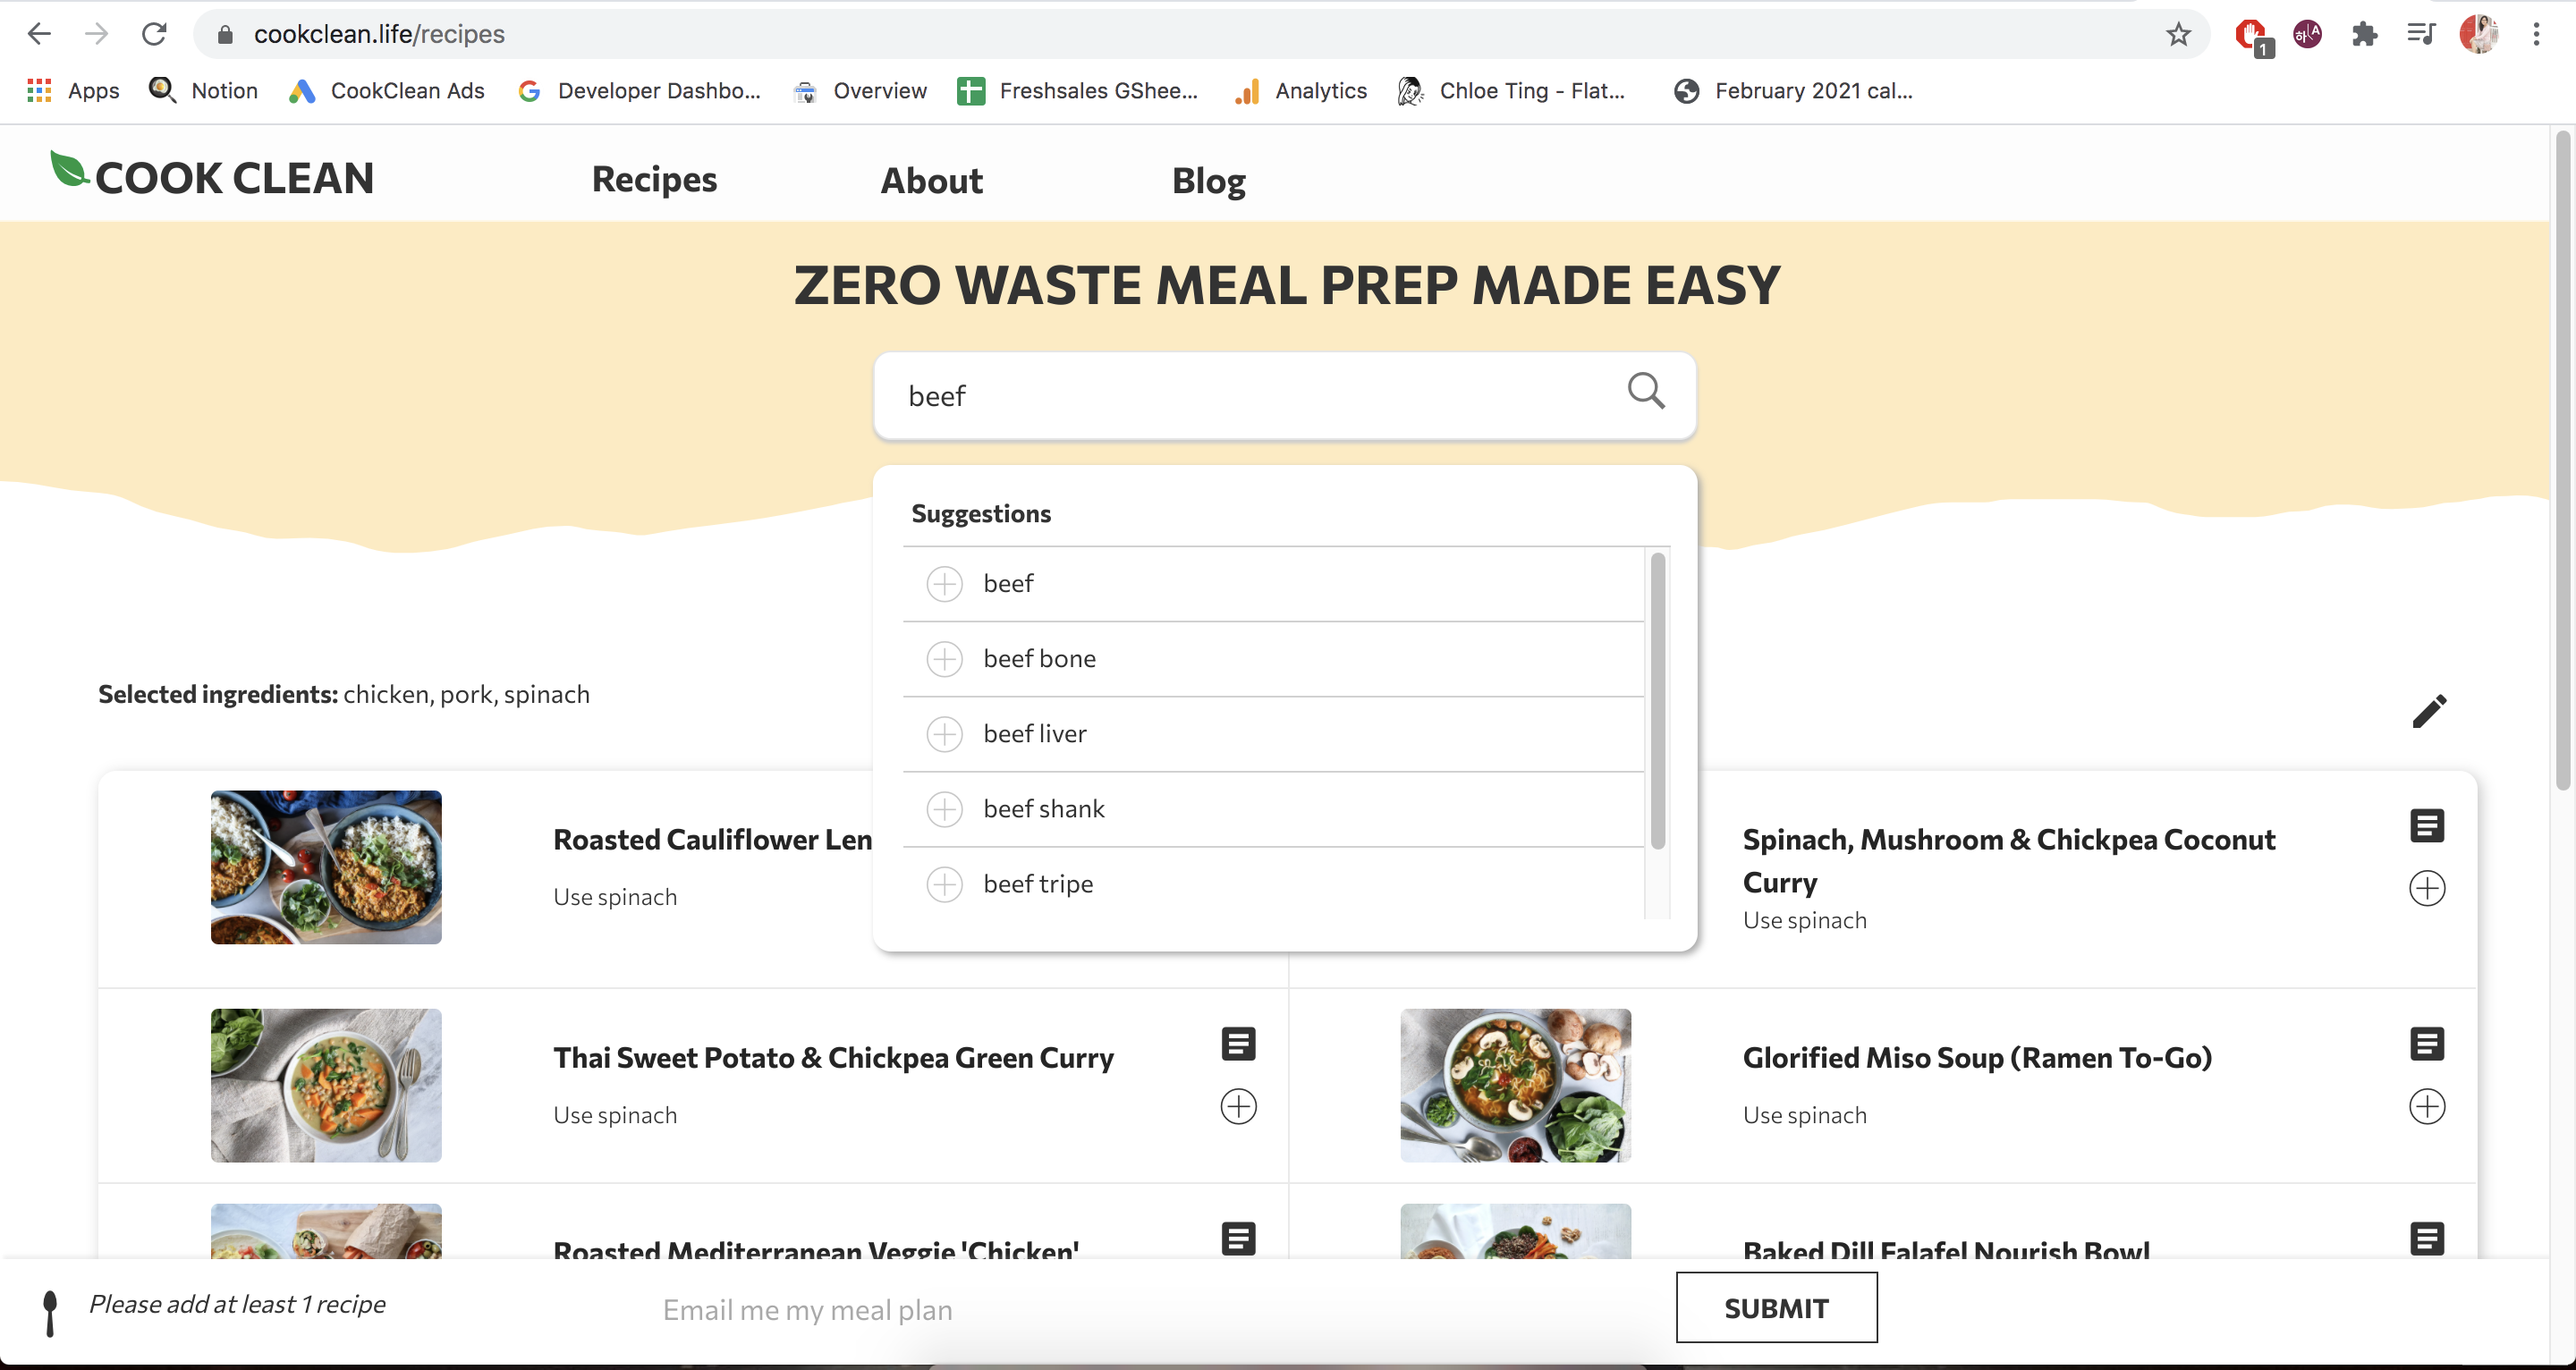 cookclean.life/recipes
1
하A
Apps Notion CookClean Ads Developer Dashbo... Overview Freshsales GShee... Analytics Chloe Ting - Flat... February 2021 cal...
COOK CLEAN Recipes About Blog
ZERO WASTE MEAL PREP MADE EASY
beef
Suggestions
beef
beef bone
beef liver
beef shank
beef tripe
Selected ingredients: chicken, pork, spinach
Roasted Cauliflower Len
Use spinach
Spinach, Mushroom & Chickpea Coconut
Curry
Use spinach
Thai Sweet Potato & Chickpea Green Curry
Use spinach
Glorified Miso Soup (Ramen To-Go)
Use spinach
Roasted Mediterranean Veggie 'Chicken'
Baked Dill Falafel Nourish Bowl
Please add at least 1 recipe
Email me my meal plan
SUBMIT